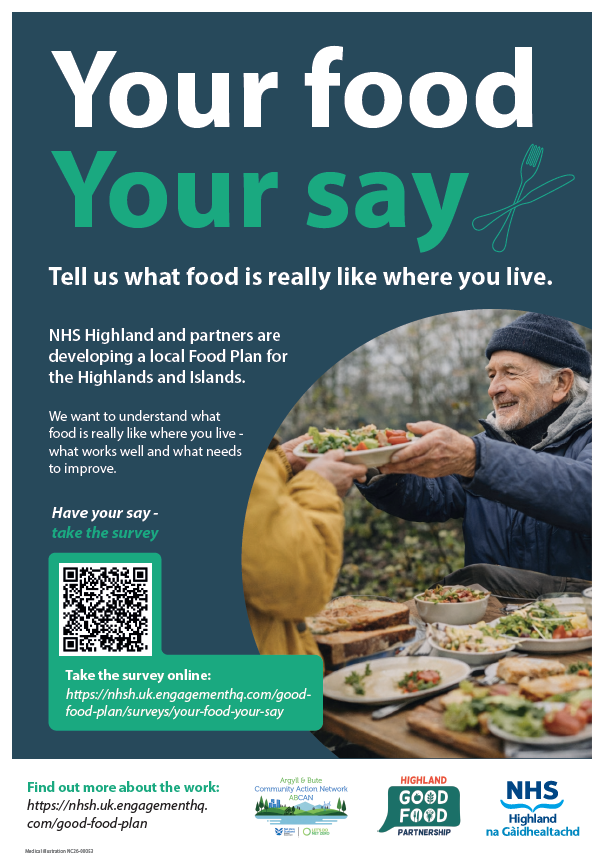 Your food
Your say
Tell us what food is really like where you live.
NHS Highland and partners are
developing a local Food Plan for
the Highlands and Islands.
We want to understand what
food is really like where you live -
what works well and what needs
to improve.
Have your say -
take the survey
Take the survey online:
https://nhsh.uk.engagementhq.com/good-
food-plan/surveys/your-food-your-say
Find out more about the work:
https://nhsh.uk.engagementhq.
com/good-food-plan
Argyll & Bute
Community Action Network
ABCAN
HIGHLAND
GOOD
FOOD
PARTNERSHIP
NHS
Highland
na Gàidhealtachd